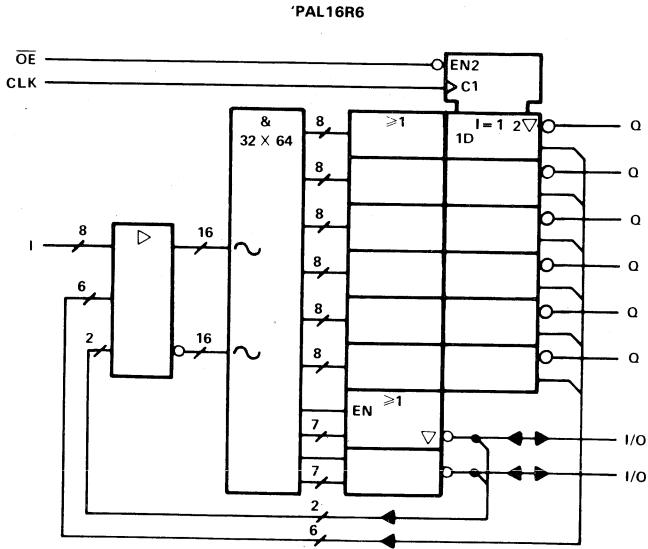 'PAL16R6
OE
CLK
EN2
C1
&
32 X 64
8
≥1
I = 1 2▽
1D
Q
8
Q
8
Q
8
Q
8
Q
8
Q
I
8
▷
16
6
2
16
EN
≥1
7
▽
I/O
7
I/O
2
6